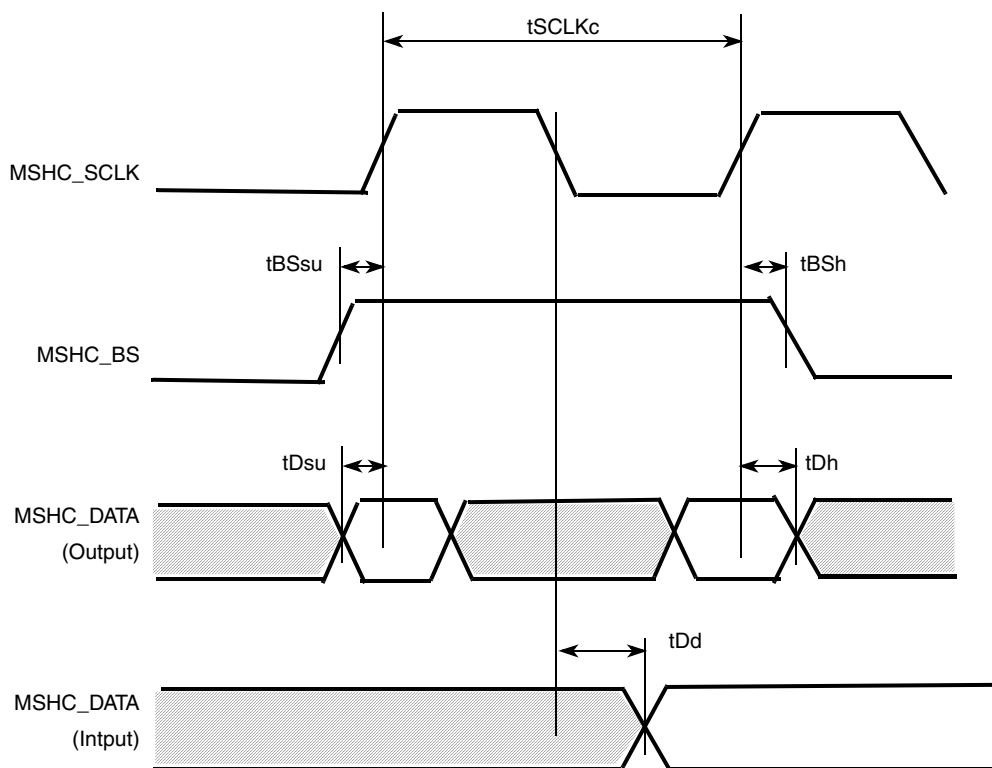 tSCLKc
MSHC_SCLK
tBSsu
tBSh
MSHC_BS
tDsu
tDh
MSHC_DATA
(Output)
tDd
MSHC_DATA
(Intput)